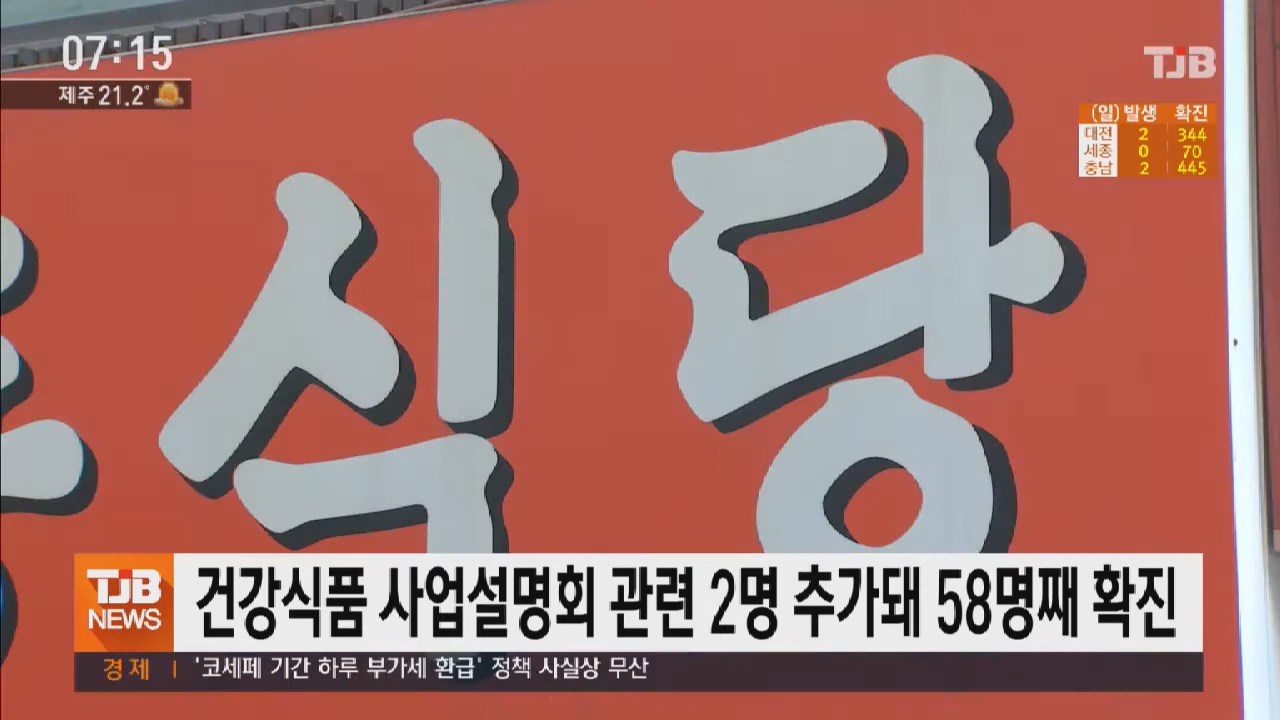 07:15
제주 21.2°
TJB
(일) 발생 확진
대전 2 344
세종 0 70
충남 2 445
식당
TJB
NEWS
건강식품 사업설명회 관련 2명 추가돼 58명째 확진
경제 | '코세페 기간 하루 부가세 환급' 정책 사실상 무산